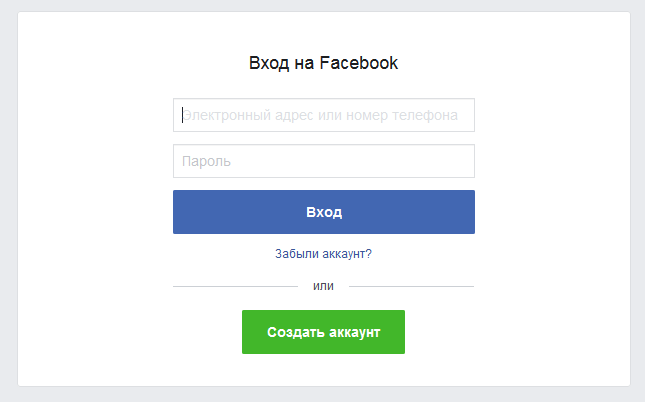 Вход на Facebook
Электронный адрес или номер телефона
Пароль
Вход
Забыли аккаунт?
или
Создать аккаунт